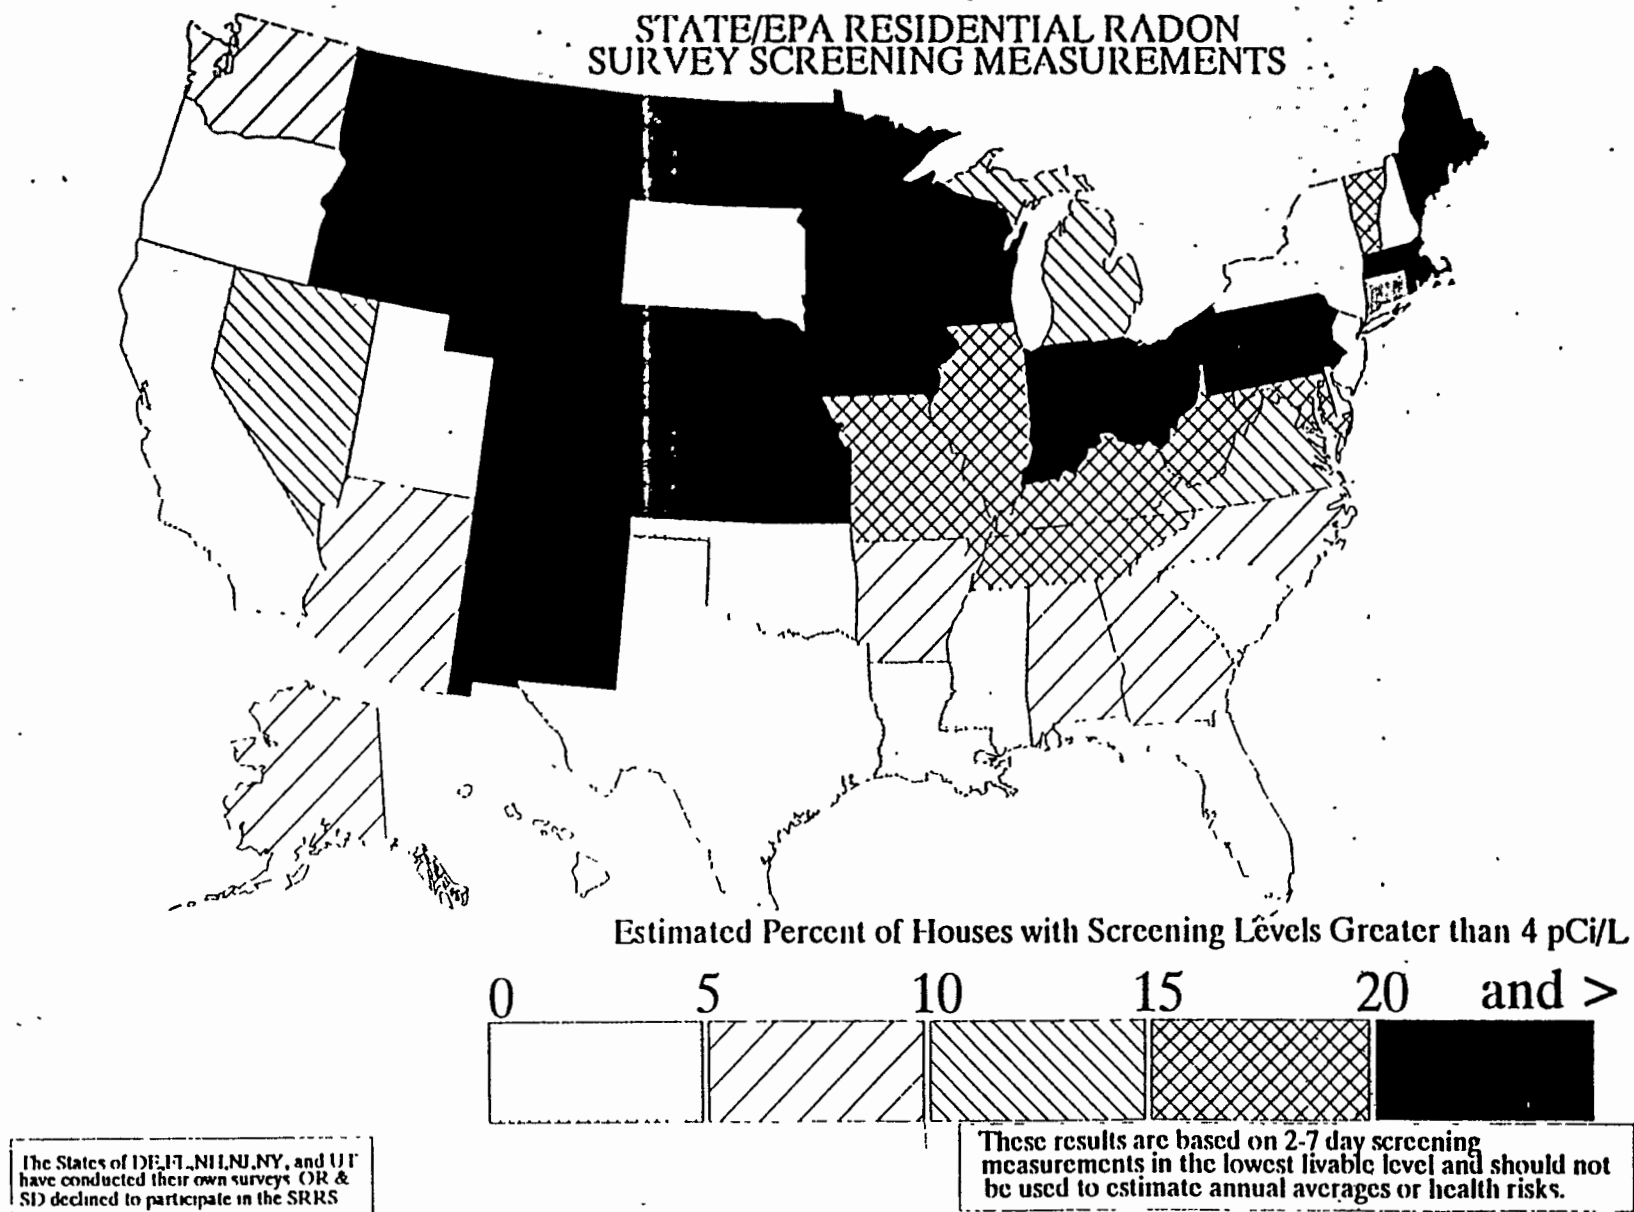 STATE/EPA RESIDENTIAL RADON
SURVEY SCREENING MEASUREMENTS
Estimated Percent of Houses with Screening Levels Greater than 4 pCi/L
0 5 10 15 20 and >
The States of DE,FL,NH,NJ,NY, and UT
have conducted their own surveys OR &
SD declined to participate in the SRRS
These results are based on 2-7 day screening
measurements in the lowest livable level and should not
be used to estimate annual averages or health risks.